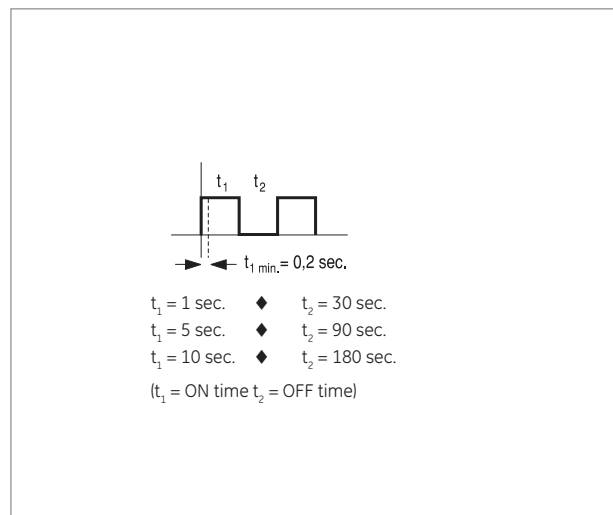 t₁ t₂
t₁ min. = 0,2 sec.
t₁ = 1 sec. ♦ t₂ = 30 sec.
t₁ = 5 sec. ♦ t₂ = 90 sec.
t₁ = 10 sec. ♦ t₂ = 180 sec.
(t₁ = ON time t₂ = OFF time)